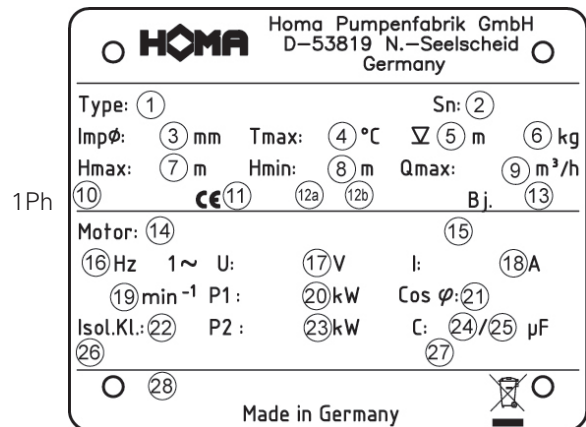 HOMA Homa Pumpenfabrik GmbH
D-53819 N.-Seelscheid
Germany
Type: 1 Sn: 2
Impø: 3 mm Tmax: 4 °C 5 m 6 kg
Hmax: 7 m Hmin: 8 m Qmax: 9 m³/h
1Ph 10 CE 11 12a 12b Bj. 13
Motor: 14 15
16 Hz 1~ U: 17 V I: 18 A
19 min⁻¹ P1: 20 kW Cos φ: 21
Isol.Kl.: 22 P2: 23 kW C: 24/25 µF
26 27
28
Made in Germany